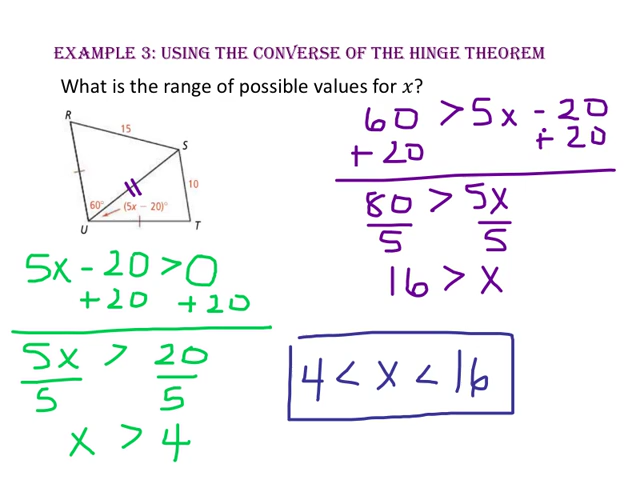 EXAMPLE 3: USING THE CONVERSE OF THE HINGE THEOREM
What is the range of possible values for x?
R
15
S
10
60°
(5x − 20)°
U
T
60 > 5x - 20
+ 20 + 20
80 > 5x
5 5
16 > x
5x - 20 > 0
+ 20 + 20
5x > 20
5 5
x > 4
4 < x < 16